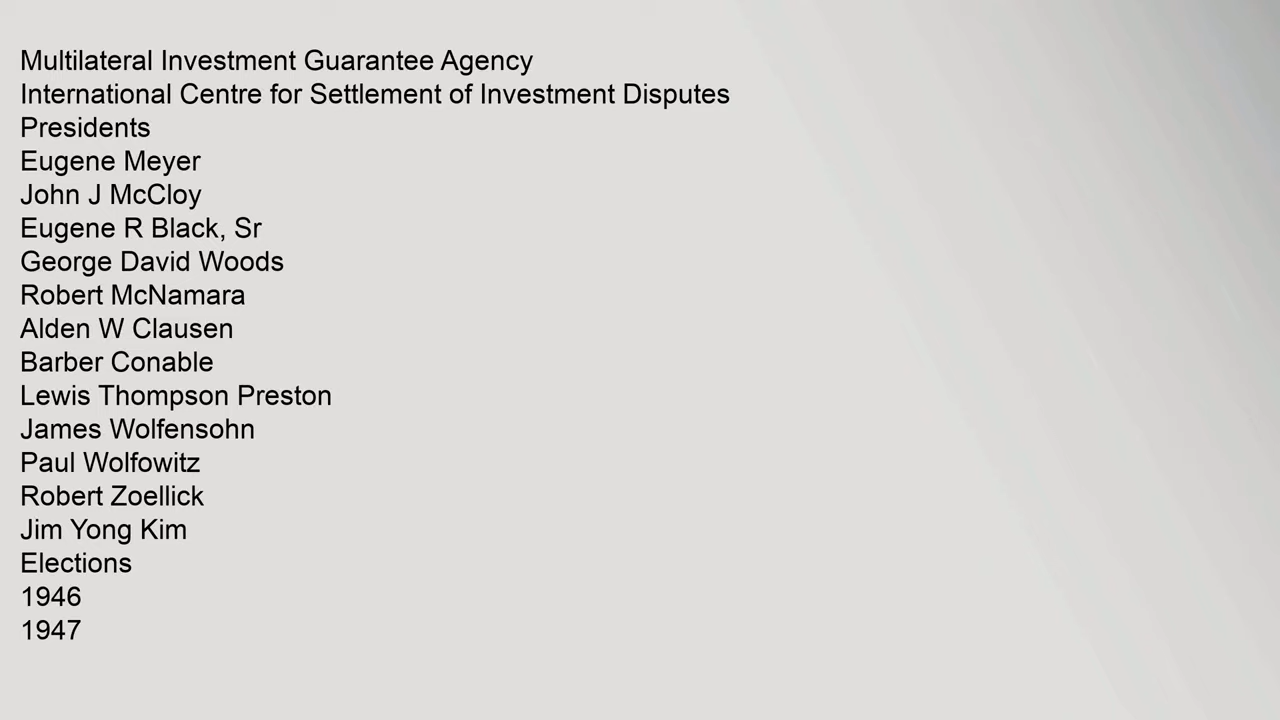 Multilateral Investment Guarantee Agency
International Centre for Settlement of Investment Disputes
Presidents
Eugene Meyer
John J McCloy
Eugene R Black, Sr
George David Woods
Robert McNamara
Alden W Clausen
Barber Conable
Lewis Thompson Preston
James Wolfensohn
Paul Wolfowitz
Robert Zoellick
Jim Yong Kim
Elections
1946
1947